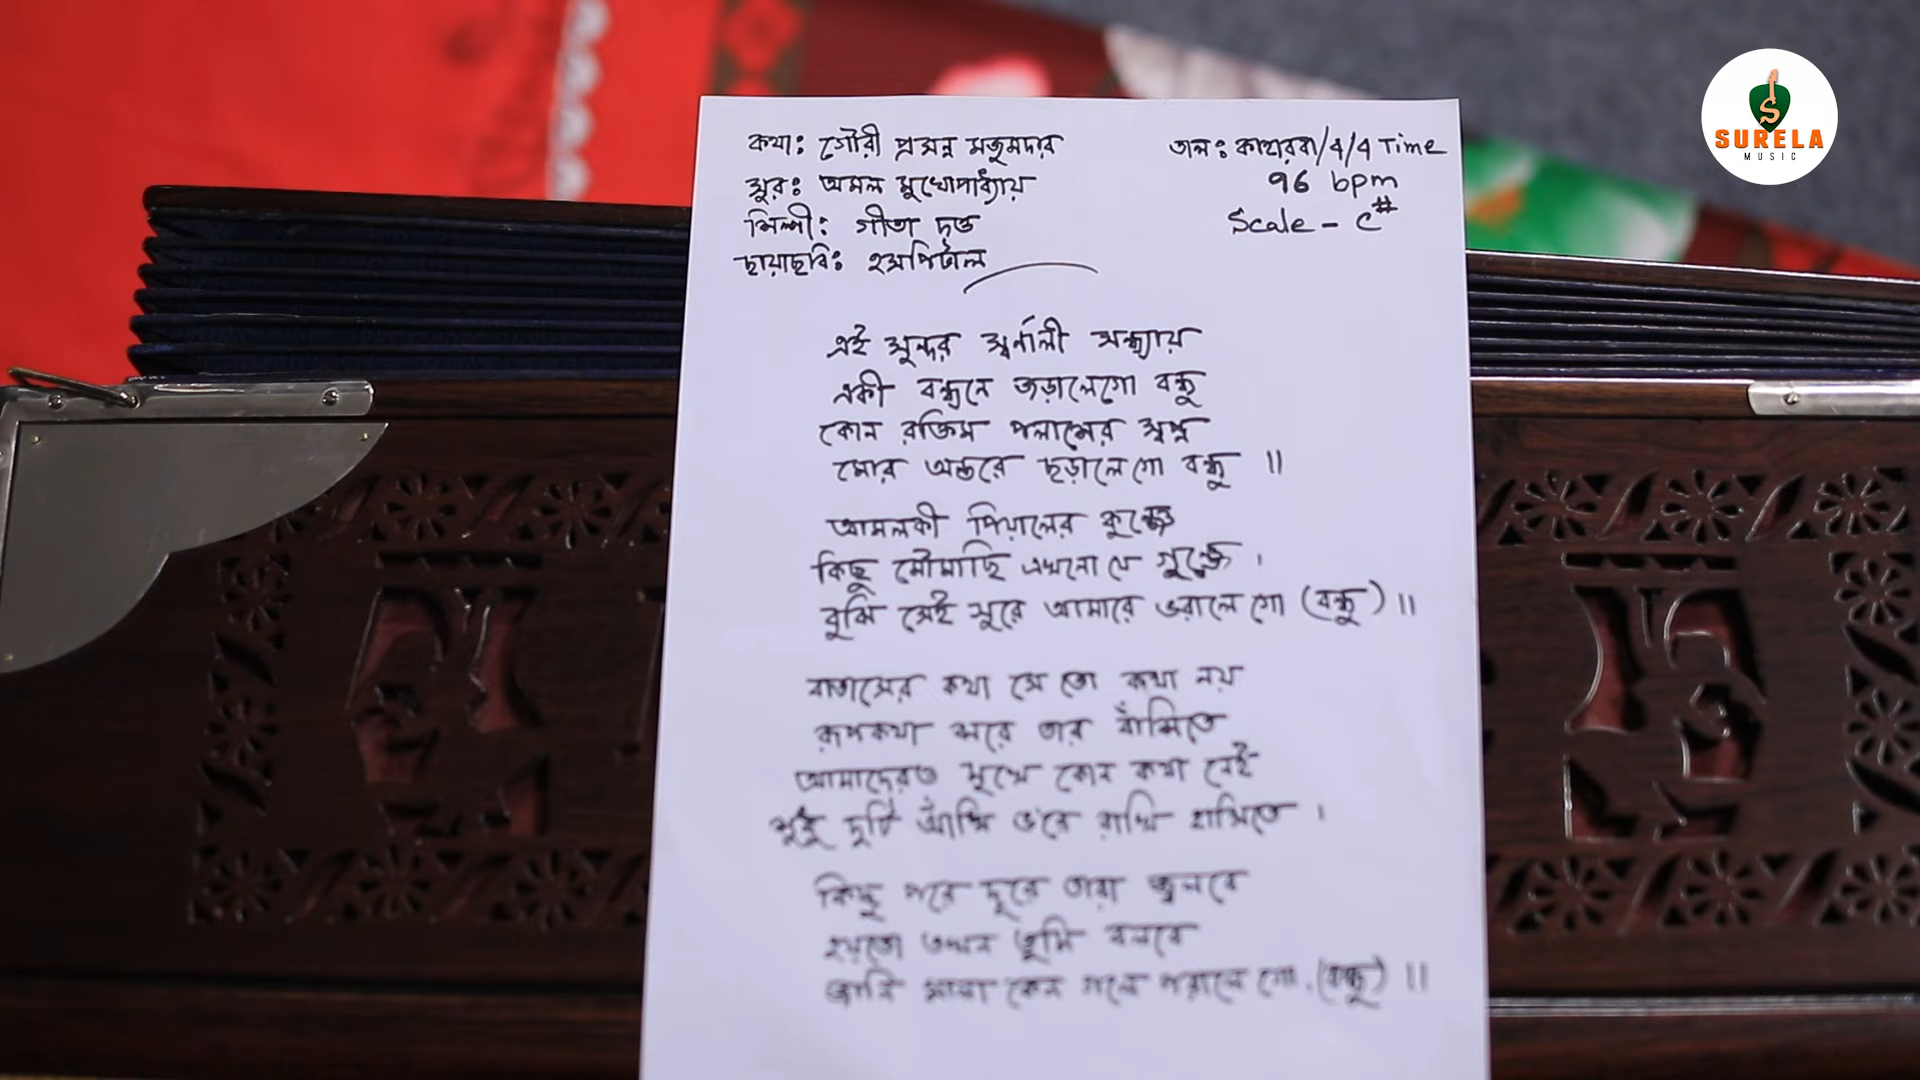 কথা: গৌরী প্রসন্ন মজুমদার
সুর: অমল মুখোপাধ্যায়
শিল্পী: গীতা দত্ত
ছায়াছবি: হসপিটাল
তাল: কাহারবা/4/4 Time
96 bpm
Scale - C#
SURELA
MUSIC
এই সুন্দর স্বর্নালী সন্ধ্যায়
একী বন্ধনে জড়ালেগো বন্ধু
কোন রক্তিম পলাশের স্বপ্ন
মোর অন্তরে ছড়ালে গো বন্ধু ॥
আমলকী পিয়ালের কুঞ্জে
কিছু মৌমাছি এখনো যে গুঞ্জে ।
বুঝি সেই সুরে আমারে ভরালে গো (বন্ধু) ॥
বাতাসের কথা সে তো কথা নয়
রূপকথা ঝরে তার বাঁশিতে
আমাদেরও মুখে কোন কথা নেই
শুধু দুটি আঁখি ভ'রে রাখি হাসিতে ।
কিছু পরে দূরে তারা জ্বলবে
হয়তো তখন তুমি বলবে
জানি মালা কেন গলে পরালে গো. (বন্ধু) ॥